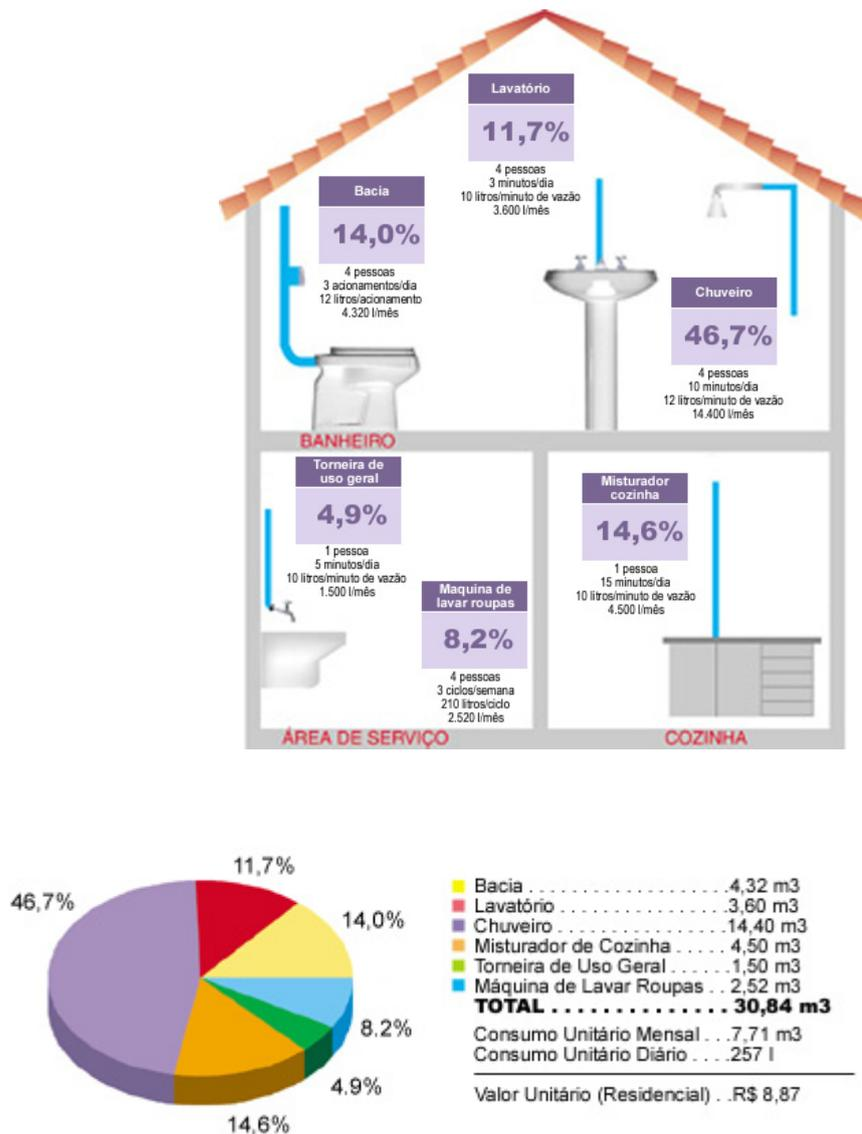 Lavatório
11,7%
4 pessoas
3 minutos/dia
10 litros/minuto de vazão
3.600 l/mês
Bacia
14,0%
4 pessoas
3 acionamentos/dia
12 litros/acionamento
4.320 l/mês
Chuveiro
46,7%
4 pessoas
10 minutos/dia
12 litros/minuto de vazão
14.400 l/mês
BANHEIRO
Torneira de
uso geral
4,9%
1 pessoa
5 minutos/dia
10 litros/minuto de vazão
1.500 l/mês
Maquina de
lavar roupas
8,2%
4 pessoas
3 ciclos/semana
210 litros/ciclo
2.520 l/mês
Misturador
cozinha
14,6%
1 pessoa
15 minutos/dia
10 litros/minuto de vazão
4.500 l/mês
ÁREA DE SERVIÇO
COZINHA
11,7%
46,7%
14,0%
8.2%
4.9%
14,6%
Bacia . . . . . . . . . . . . . . . . . . .4,32 m3
Lavatório . . . . . . . . . . . . . . . .3,60 m3
Chuveiro . . . . . . . . . . . . . . . .14,40 m3
Misturador de Cozinha . . . . . 4,50 m3
Torneira de Uso Geral . . . . . .1,50 m3
Máquina de Lavar Roupas . . 2,52 m3
TOTAL . . . . . . . . . . . . . . 30,84 m3
Consumo Unitário Mensal . . .7,71 m3
Consumo Unitário Diário . . . .257 l
Valor Unitário (Residencial) . .R$ 8,87